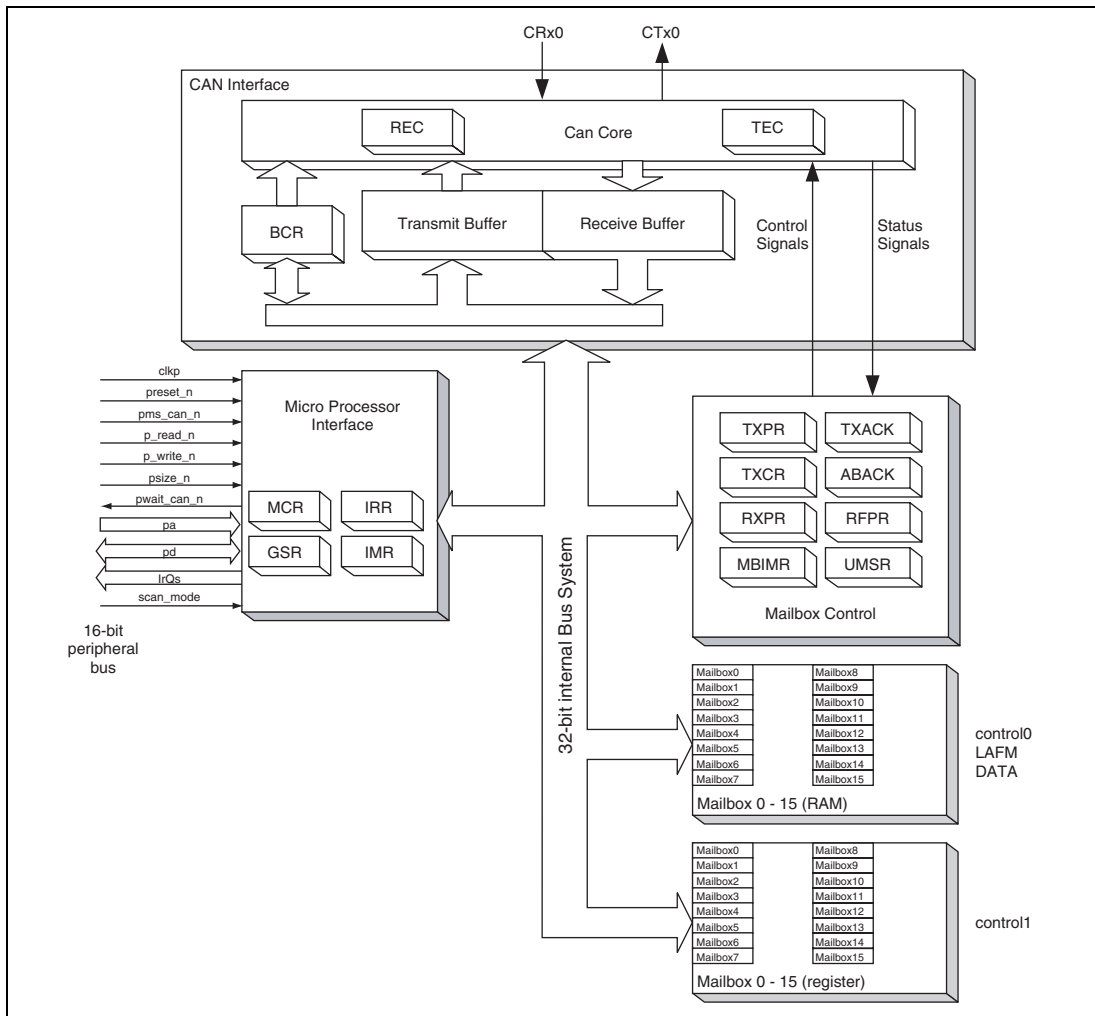 CRx0
CTx0
CAN Interface
REC
Can Core
TEC
BCR
Transmit Buffer
Receive Buffer
Control
Signals
Status
Signals
clkp
preset_n
pms_can_n
p_read_n
p_write_n
psize_n
pwait_can_n
pa
pd
IrQs
scan_mode
16-bit
peripheral
bus
Micro Processor
Interface
MCR
IRR
GSR
IMR
32-bit internal Bus System
TXPR
TXACK
TXCR
ABACK
RXPR
RFPR
MBIMR
UMSR
Mailbox Control
Mailbox0
Mailbox1
Mailbox2
Mailbox3
Mailbox4
Mailbox5
Mailbox6
Mailbox7
Mailbox8
Mailbox9
Mailbox10
Mailbox11
Mailbox12
Mailbox13
Mailbox14
Mailbox15
Mailbox 0 - 15 (RAM)
control0
LAFM
DATA
Mailbox0
Mailbox1
Mailbox2
Mailbox3
Mailbox4
Mailbox5
Mailbox6
Mailbox7
Mailbox8
Mailbox9
Mailbox10
Mailbox11
Mailbox12
Mailbox13
Mailbox14
Mailbox15
Mailbox 0 - 15 (register)
control1